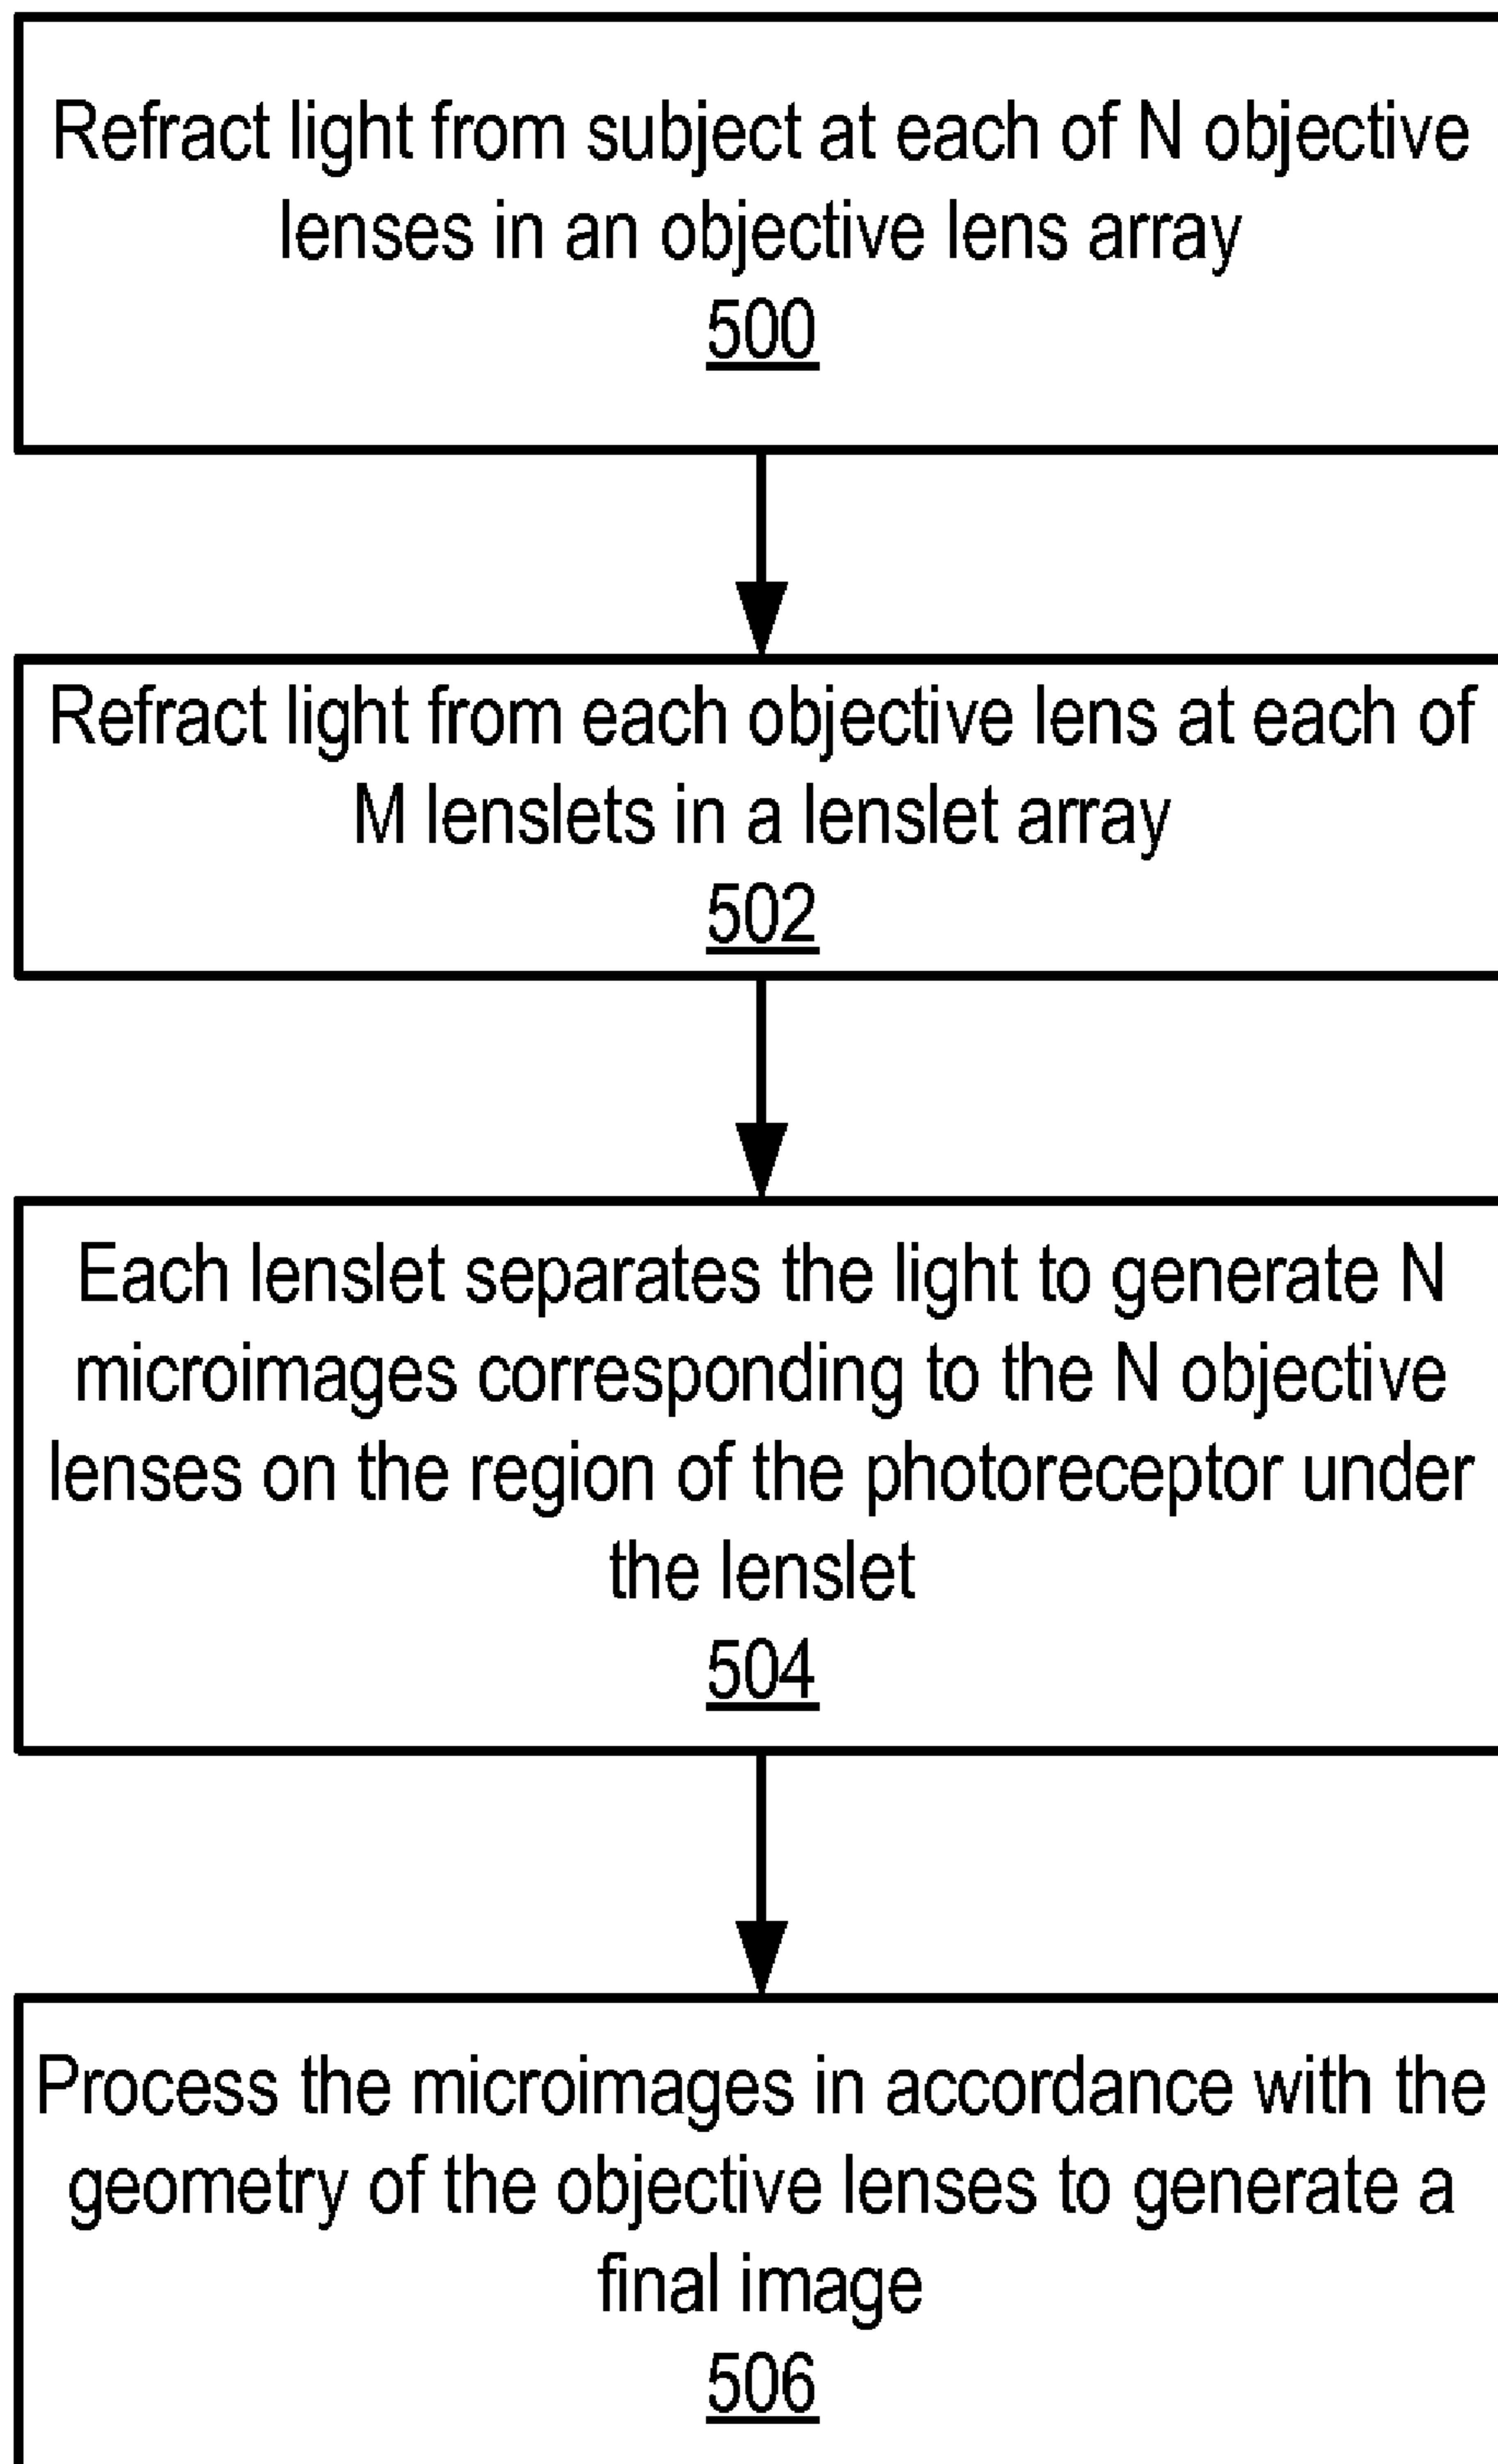 Refract light from subject at each of N objective
lenses in an objective lens array
500
Refract light from each objective lens at each of
M lenslets in a lenslet array
502
Each lenslet separates the light to generate N
microimages corresponding to the N objective
lenses on the region of the photoreceptor under
the lenslet
504
Process the microimages in accordance with the
geometry of the objective lenses to generate a
final image
506